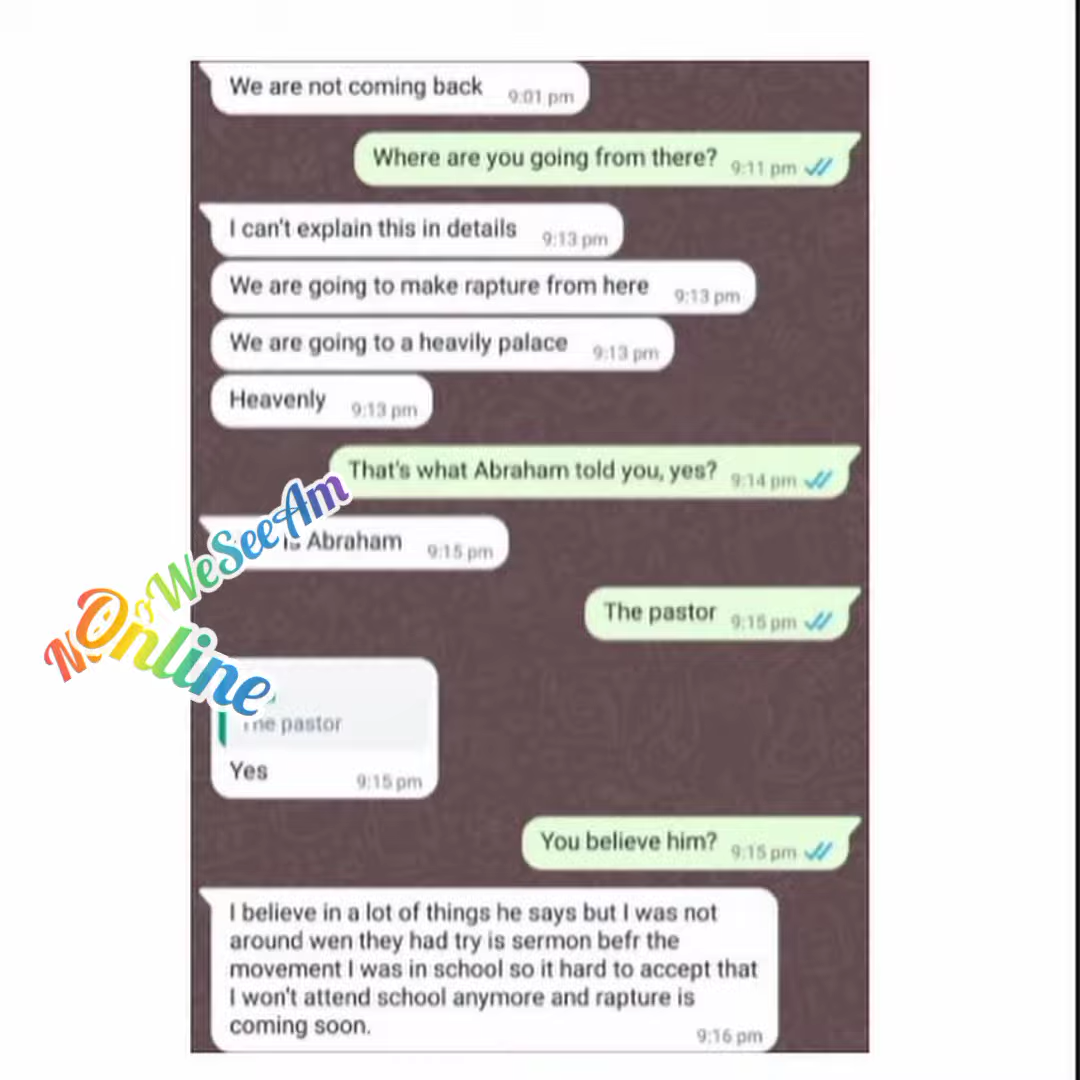 We are not coming back 9:01 pm
Where are you going from there? 9:11 pm
I can't explain this in details 9:13 pm
We are going to make rapture from here 9:13 pm
We are going to a heavily palace 9:13 pm
Heavenly 9:13 pm
That's what Abraham told you, yes? 9:14 pm
Abraham 9:15 pm
The pastor 9:15 pm
WeSeeAm
Online
pastor
Yes 9:15 pm
You believe him? 9:15 pm
I believe in a lot of things he says but I was not
around wen they had try is sermon befr the
movement I was in school so it hard to accept that
I won't attend school anymore and rapture is
coming soon. 9:16 pm